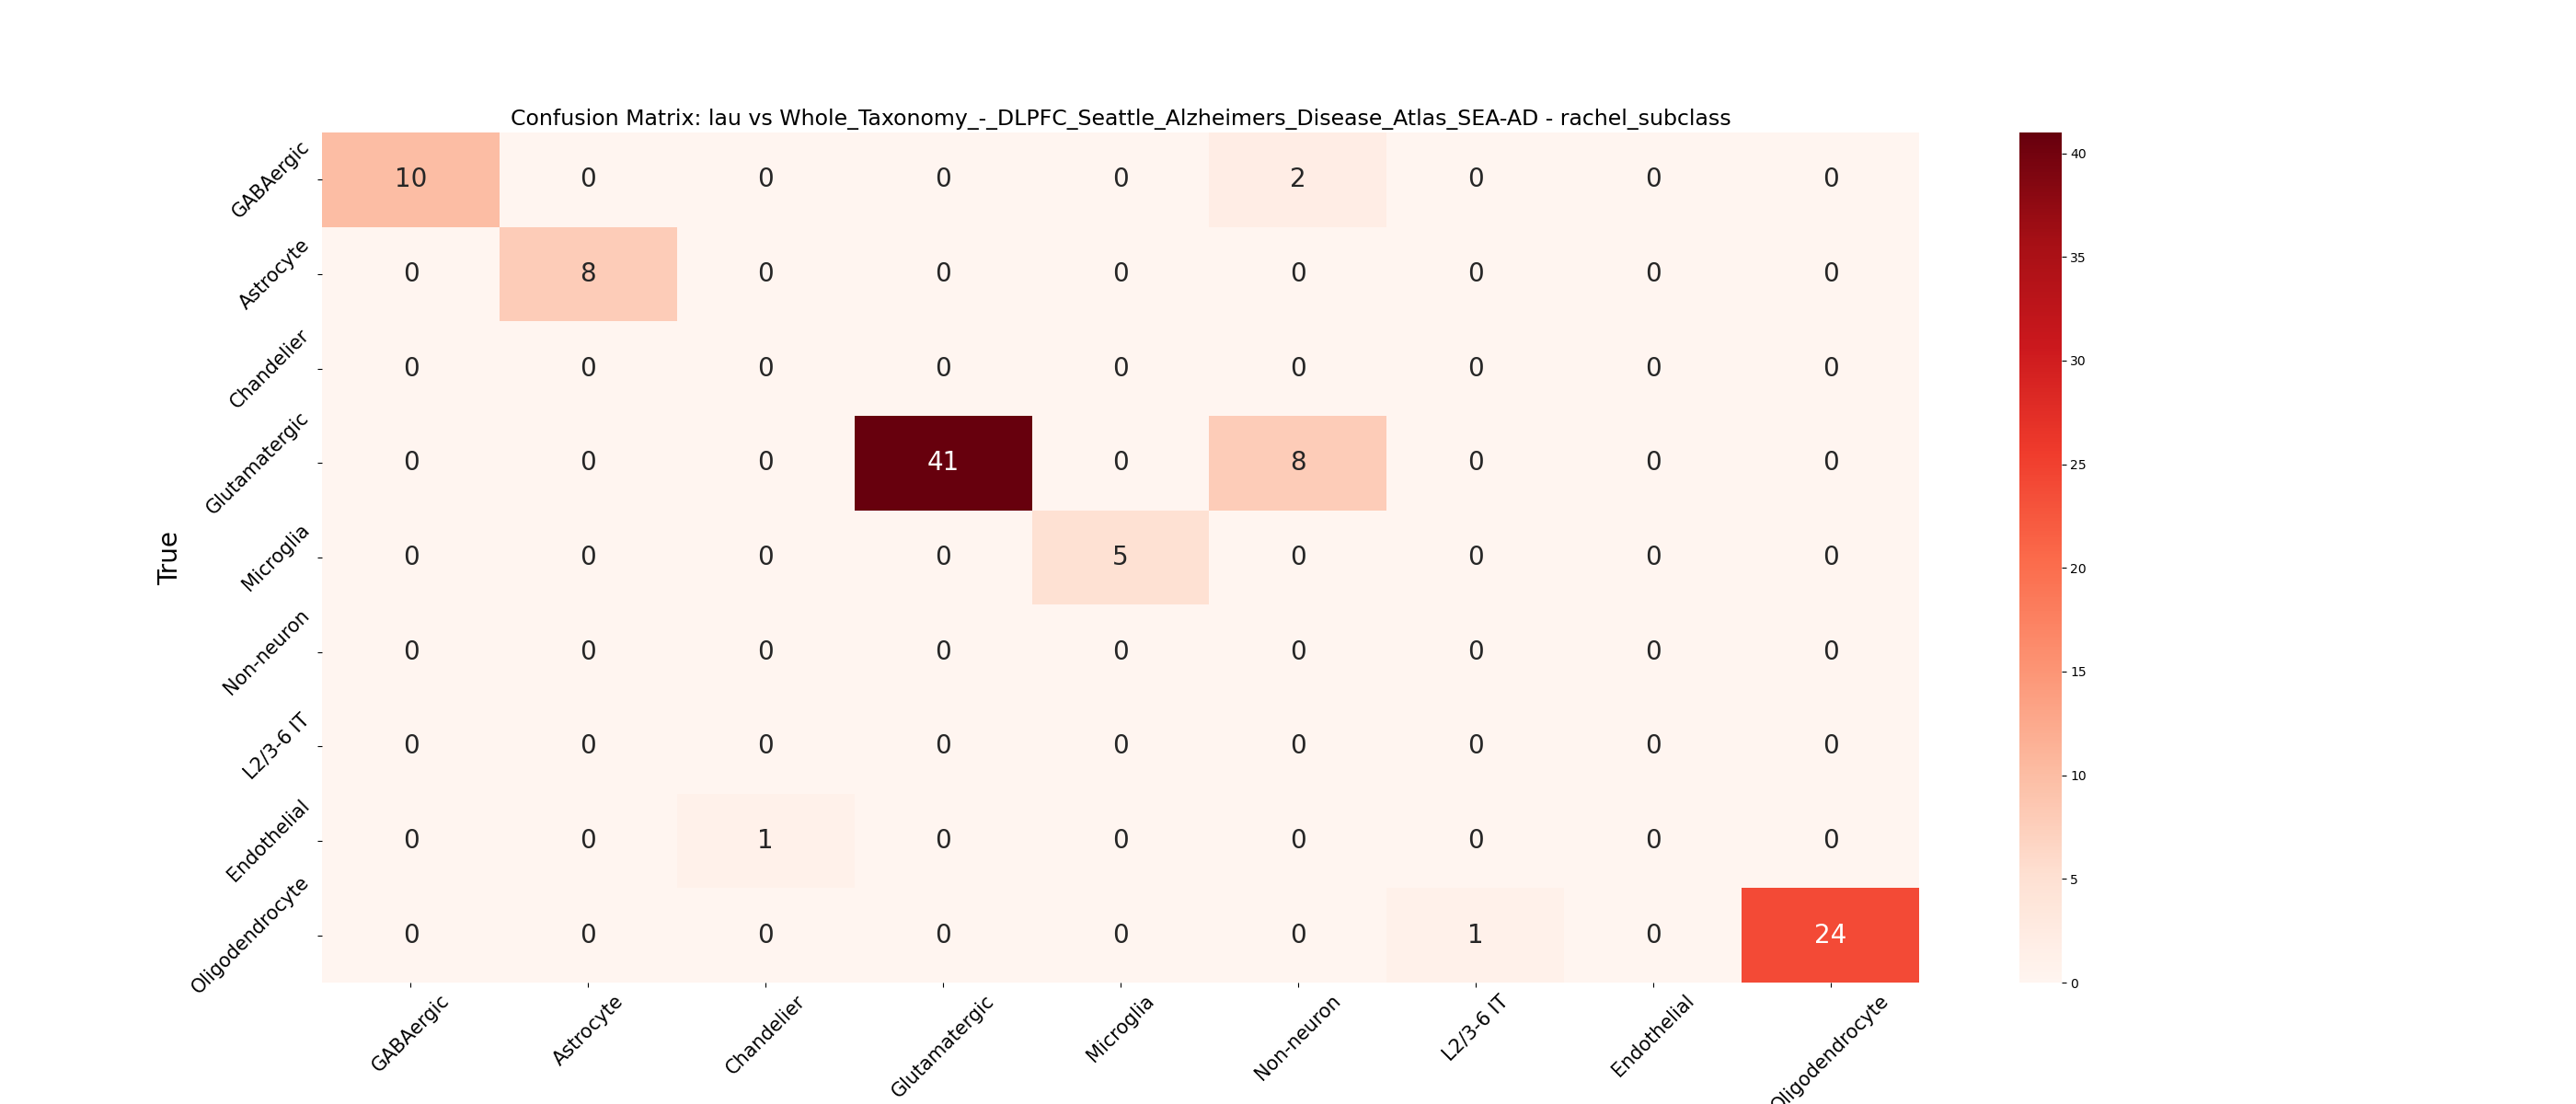 Confusion Matrix: lau vs Whole_Taxonomy_-_DLPFC_Seattle_Alzheimers_Disease_Atlas_SEA-AD - rachel_subclass
True
GABAergic 10 0 0 0 0 2 0 0 0
Astrocyte 0 8 0 0 0 0 0 0 0
Chandelier 0 0 0 0 0 0 0 0 0
Glutamatergic 0 0 0 41 0 8 0 0 0
Microglia 0 0 0 0 5 0 0 0 0
Non-neuron 0 0 0 0 0 0 0 0 0
L2/3-6 IT 0 0 0 0 0 0 0 0 0
Endothelial 0 0 1 0 0 0 0 0 0
Oligodendrocyte 0 0 0 0 0 0 1 0 24
GABAergic Astrocyte Chandelier Glutamatergic Microglia Non-neuron L2/3-6 IT Endothelial Oligodendrocyte
40
35
30
25
20
15
10
5
0